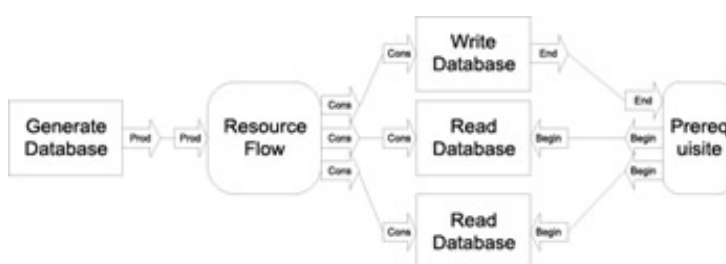 Generate
Database
Prod
Prod
Resource
Flow
Cons
Cons
Cons
Cons
Write
Database
End
End
Cons
Read
Database
Begin
Begin
Cons
Read
Database
Begin
Begin
Prereq
uisite